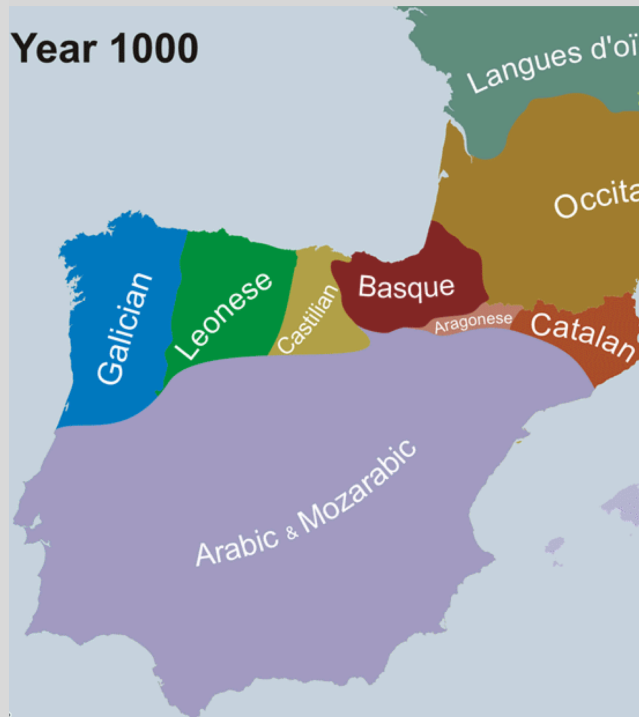 Year 1000
Langues d'oï
Occita
Galician
Leonese
Castilian
Basque
Aragonese
Catalan
Arabic & Mozarabic